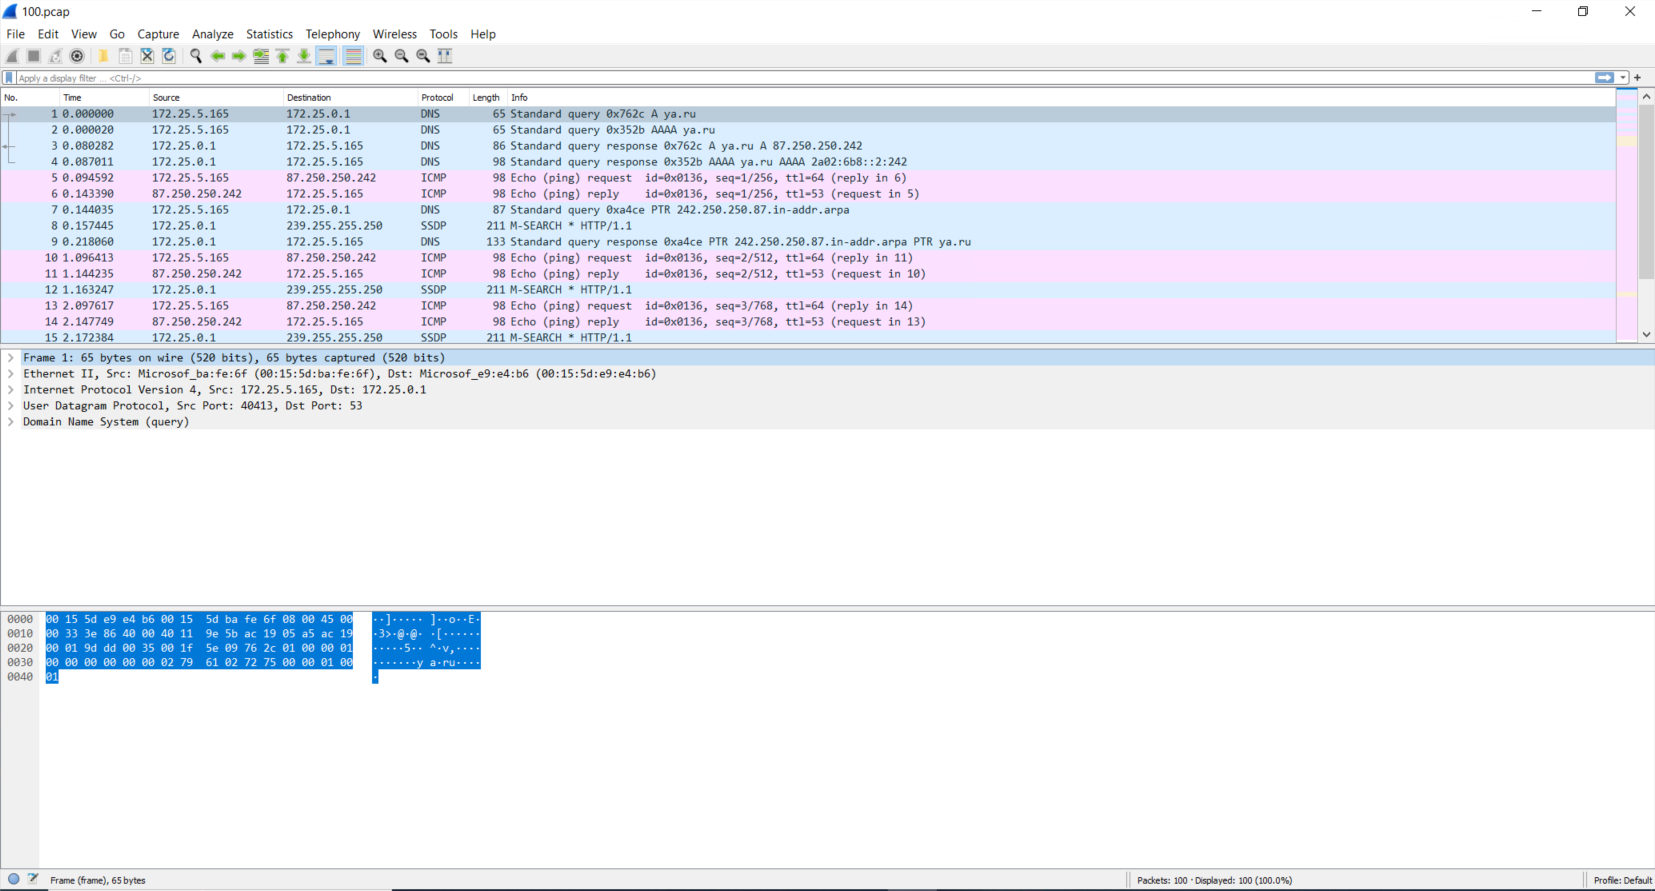 100.pcap
File Edit View Go Capture Analyze Statistics Telephony Wireless Tools Help
Apply a display filter ... <Ctrl-/>
No. Time Source Destination Protocol Length Info
1 0.000000 172.25.5.165 172.25.0.1 DNS 65 Standard query 0x762c A ya.ru
2 0.000020 172.25.5.165 172.25.0.1 DNS 65 Standard query 0x352b AAAA ya.ru
3 0.080282 172.25.0.1 172.25.5.165 DNS 86 Standard query response 0x762c A ya.ru A 87.250.250.242
4 0.087011 172.25.0.1 172.25.5.165 DNS 98 Standard query response 0x352b AAAA ya.ru AAAA 2a02:6b8::2:242
5 0.094592 172.25.5.165 87.250.250.242 ICMP 98 Echo (ping) request id=0x0136, seq=1/256, ttl=64 (reply in 6)
6 0.143390 87.250.250.242 172.25.5.165 ICMP 98 Echo (ping) reply id=0x0136, seq=1/256, ttl=53 (request in 5)
7 0.144035 172.25.5.165 172.25.0.1 DNS 87 Standard query 0xa4ce PTR 242.250.250.87.in-addr.arpa
8 0.157445 172.25.0.1 239.255.255.250 SSDP 211 M-SEARCH * HTTP/1.1
9 0.218060 172.25.0.1 172.25.5.165 DNS 133 Standard query response 0xa4ce PTR 242.250.250.87.in-addr.arpa PTR ya.ru
10 1.096413 172.25.5.165 87.250.250.242 ICMP 98 Echo (ping) request id=0x0136, seq=2/512, ttl=64 (reply in 11)
11 1.144235 87.250.250.242 172.25.5.165 ICMP 98 Echo (ping) reply id=0x0136, seq=2/512, ttl=53 (request in 10)
12 1.163247 172.25.0.1 239.255.255.250 SSDP 211 M-SEARCH * HTTP/1.1
13 2.097617 172.25.5.165 87.250.250.242 ICMP 98 Echo (ping) request id=0x0136, seq=3/768, ttl=64 (reply in 14)
14 2.147749 87.250.250.242 172.25.5.165 ICMP 98 Echo (ping) reply id=0x0136, seq=3/768, ttl=53 (request in 13)
15 2.172384 172.25.0.1 239.255.255.250 SSDP 211 M-SEARCH * HTTP/1.1
Frame 1: 65 bytes on wire (520 bits), 65 bytes captured (520 bits)
Ethernet II, Src: Microsof_ba:fe:6f (00:15:5d:ba:fe:6f), Dst: Microsof_e9:e4:b6 (00:15:5d:e9:e4:b6)
Internet Protocol Version 4, Src: 172.25.5.165, Dst: 172.25.0.1
User Datagram Protocol, Src Port: 40413, Dst Port: 53
Domain Name System (query)
0000 00 15 5d e9 e4 b6 00 15 5d ba fe 6f 08 00 45 00 ··]····· ]··o··E·
0010 00 33 3e 86 40 00 40 11 9e 5b ac 19 05 a5 ac 19 ·3>·@·@· ·[······
0020 00 01 9d dd 00 35 00 1f 5e 09 76 2c 01 00 00 01 ·····5·· ^·v,····
0030 00 00 00 00 00 00 02 79 61 02 72 75 00 00 01 00 ·······y a·ru····
0040 01 ·
Frame (frame), 65 bytes
Packets: 100 · Displayed: 100 (100.0%)
Profile: Default